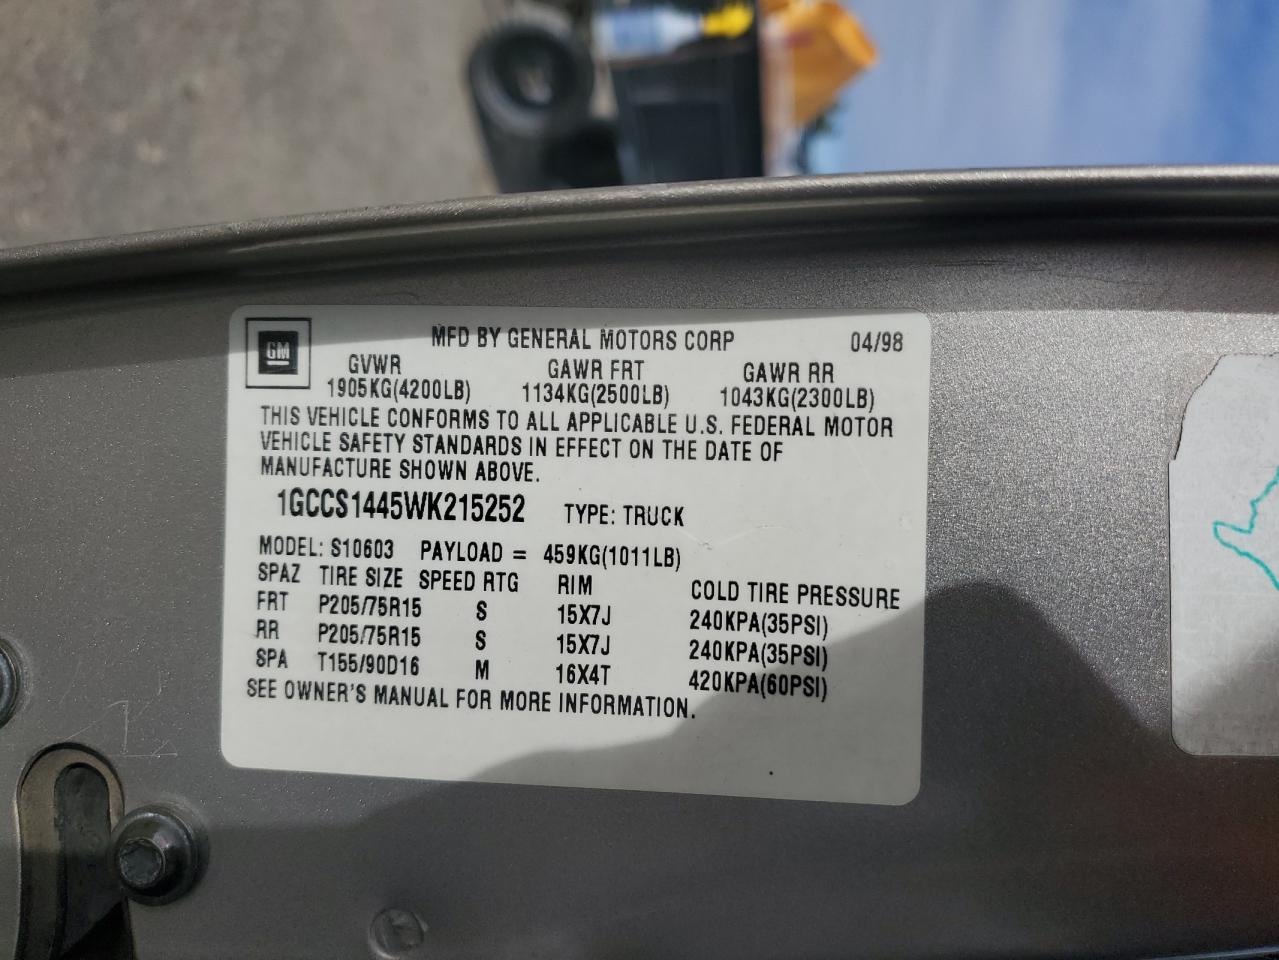 GM
MFD BY GENERAL MOTORS CORP 04/98
GVWR GAWR FRT GAWR RR
1905KG(4200LB) 1134KG(2500LB) 1043KG(2300LB)
THIS VEHICLE CONFORMS TO ALL APPLICABLE U.S. FEDERAL MOTOR
VEHICLE SAFETY STANDARDS IN EFFECT ON THE DATE OF
MANUFACTURE SHOWN ABOVE.
1GCCS1445WK215252 TYPE: TRUCK
MODEL: S10603 PAYLOAD = 459KG(1011LB)
SPAZ TIRE SIZE SPEED RTG RIM COLD TIRE PRESSURE
FRT P205/75R15 S 15X7J 240KPA(35PSI)
RR P205/75R15 S 15X7J 240KPA(35PSI)
SPA T155/90D16 M 16X4T 420KPA(60PSI)
SEE OWNER'S MANUAL FOR MORE INFORMATION.